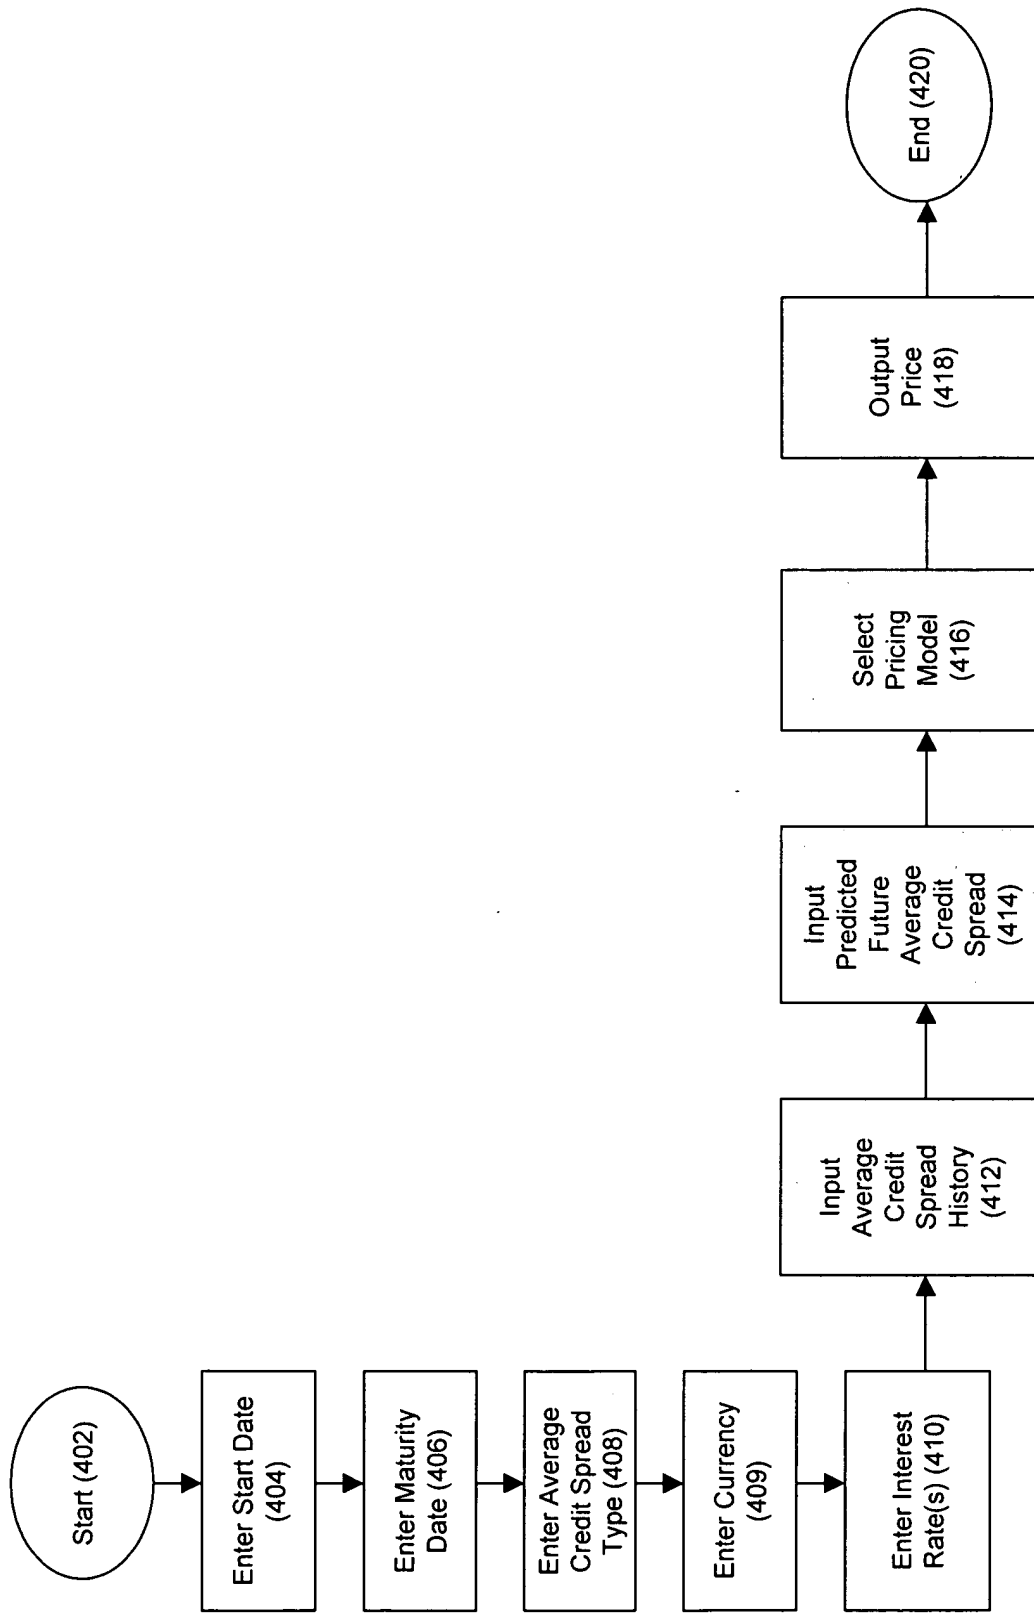 Start (402)
Enter Start Date
(404)
Enter Maturity
Date (406)
Enter Average
Credit Spread
Type (408)
Enter Currency
(409)
Enter Interest
Rate(s) (410)
Input
Average
Credit
Spread
History
(412)
Input
Predicted
Future
Average
Credit
Spread
(414)
Select
Pricing
Model
(416)
Output
Price
(418)
End (420)